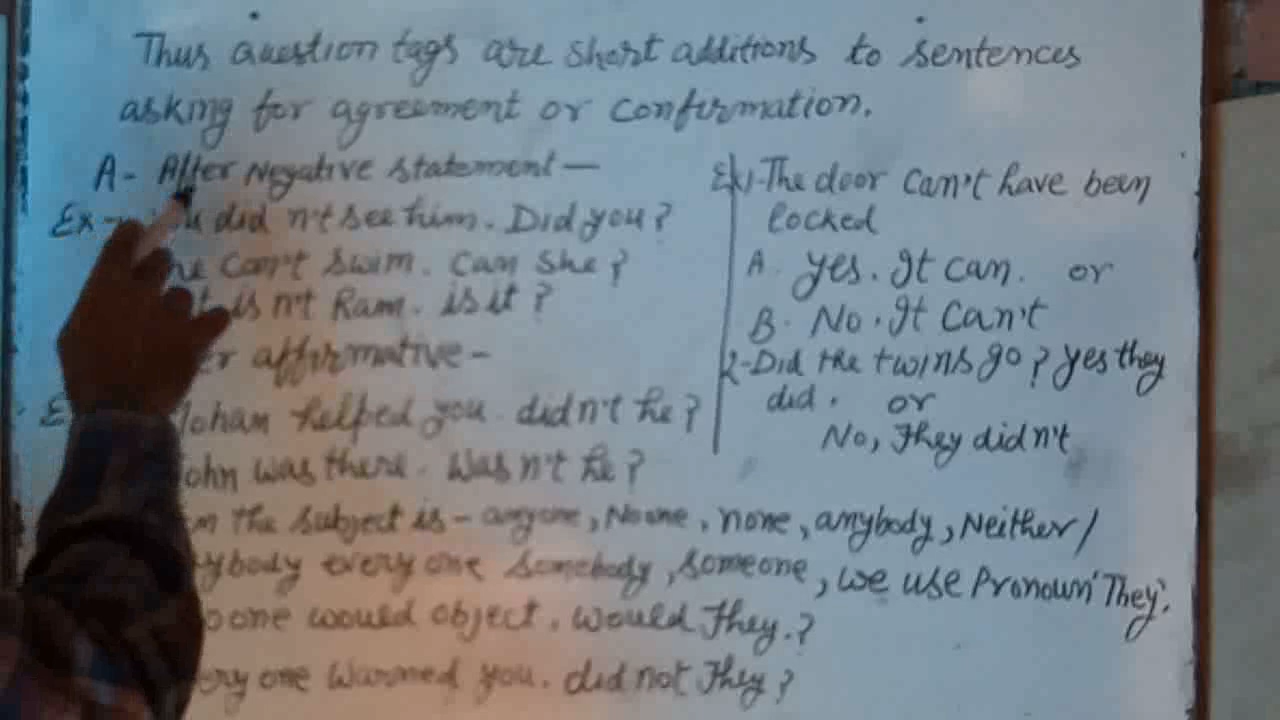 Thus question tags are short additions to sentences
asking for agreement or confirmation.
A- After Negative statement—
Ex- did n't see him. Did you?
can't swim. Can She?
is n't Ram. is it?
affirmative-
Mohan helped you. didn't he?
John was there. Was n't he?
The subject is- anyone, No one, none, anybody, Neither/
every one somebody, someone, we use Pronoun 'They'.
one would object. would They.?
one warned you. did not They?
Ex1-The door can't have been
locked
A. Yes. It can. or
B. No. It can't
2-Did the twins go? yes they
did. or
No, They didn't